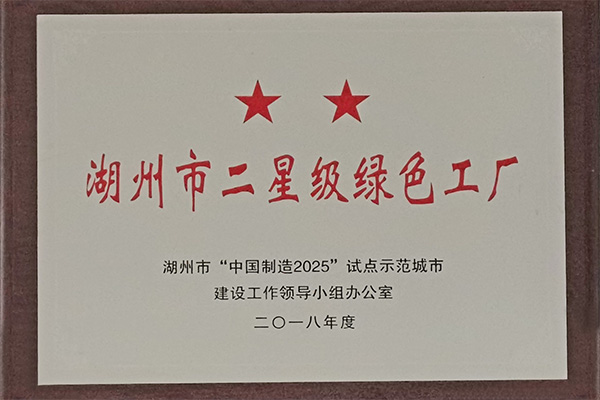 湖州市二星级绿色工厂
湖州市“中国制造2025”试点示范城市
建设工作领导小组办公室
二〇一八年度